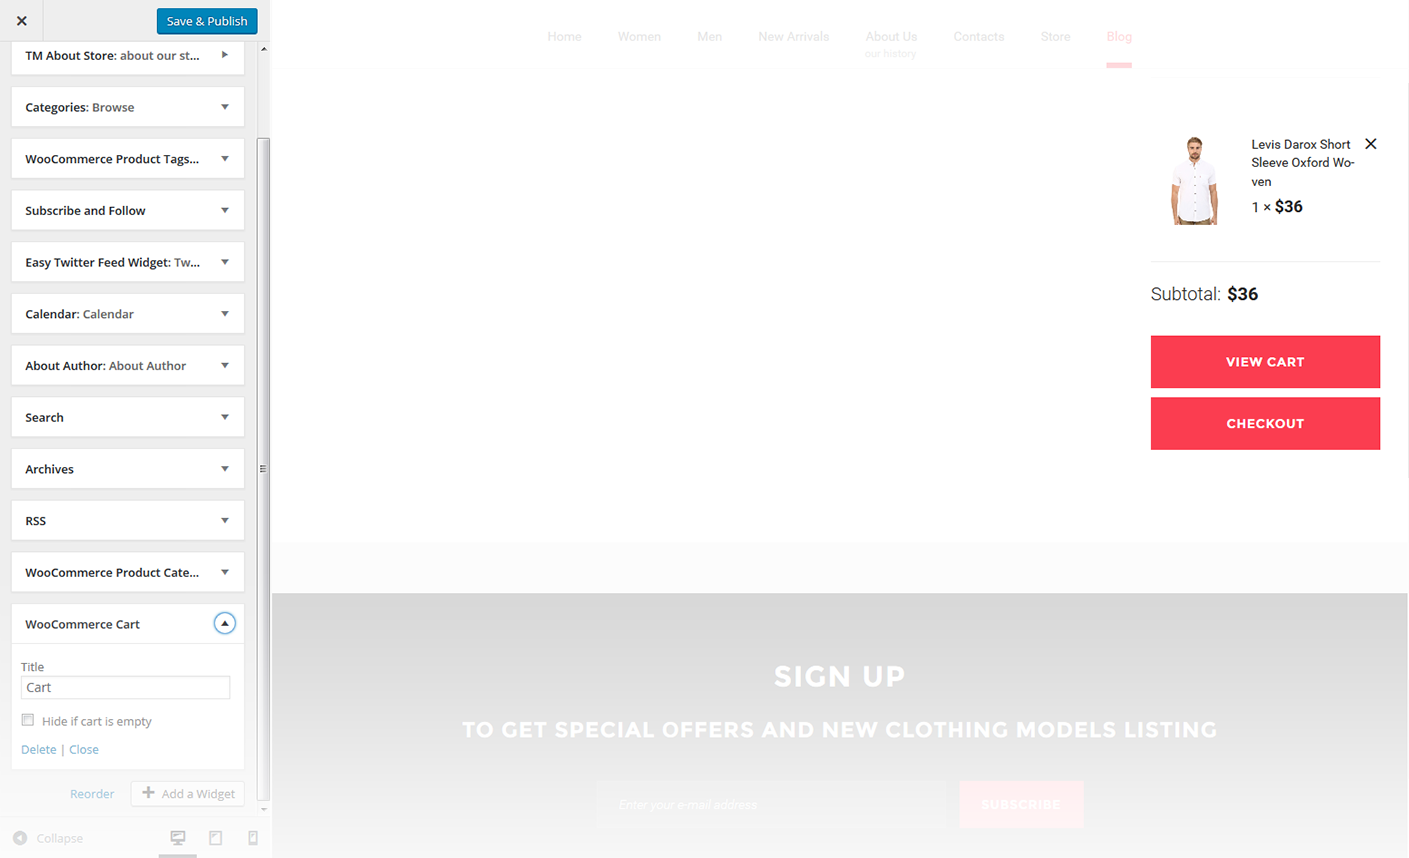 Save & Publish
TM About Store: about our st...
Categories: Browse
WooCommerce Product Tags...
Subscribe and Follow
Easy Twitter Feed Widget: Tw...
Calendar: Calendar
About Author: About Author
Search
Archives
RSS
WooCommerce Product Cate...
WooCommerce Cart
Title
Cart
Hide if cart is empty
Delete | Close
Reorder
Add a Widget
Collapse
Home Women Men New Arrivals About Us Contacts Store Blog
our history
Levis Darox Short
Sleeve Oxford Wo-
ven
1 × $36
Subtotal: $36
VIEW CART
CHECKOUT
SIGN UP
TO GET SPECIAL OFFERS AND NEW CLOTHING MODELS LISTING
Enter your e-mail address
SUBSCRIBE